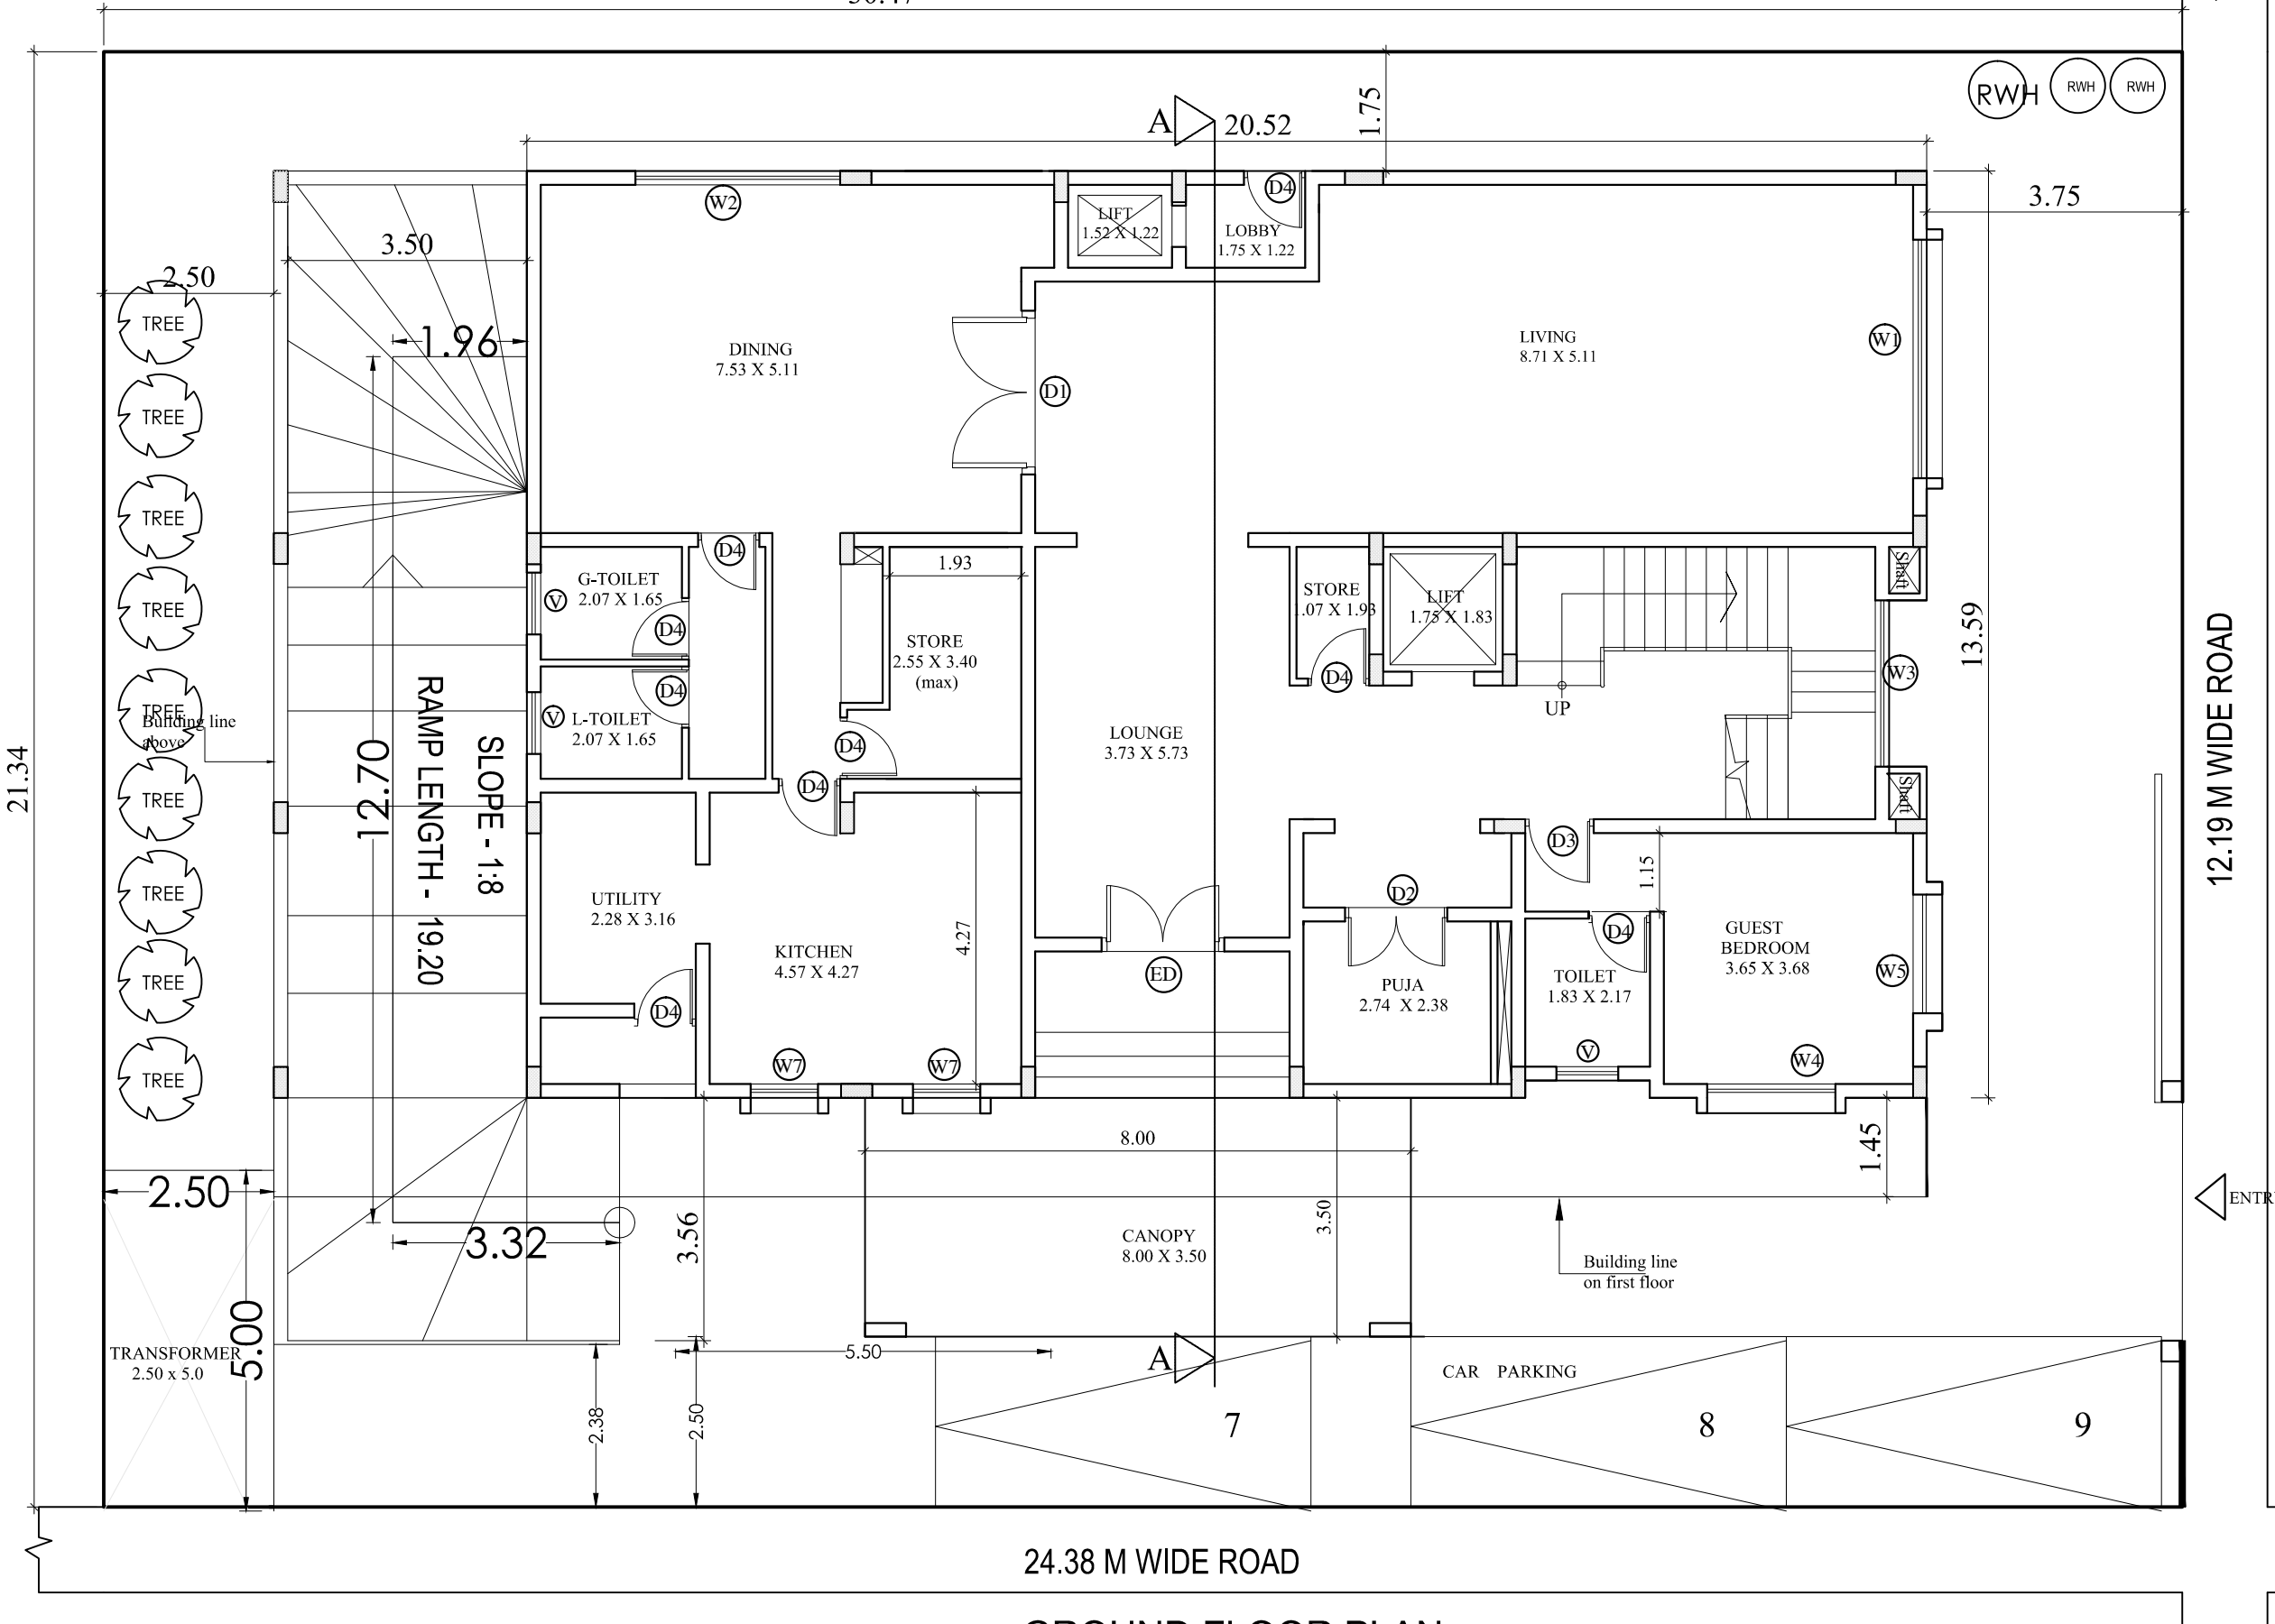 20.52
1.75
A
RWH
RWH
RWH
3.75
W2
D4
LIFT
1.52 X 1.22
LOBBY
1.75 X 1.22
3.50
2.50
TREE
1.96
DINING
7.53 X 5.11
LIVING
8.71 X 5.11
W1
D1
TREE
TREE
D4
1.93
G-TOILET
2.07 X 1.65
V
D4
STORE
1.07 X 1.93
LIFT
1.75 X 1.83
Shaft
TREE
STORE
2.55 X 3.40
(max)
13.59
W3
D4
D4
UP
TREE
Building line
above
V
L-TOILET
2.07 X 1.65
D4
LOUNGE
3.73 X 5.73
12.19 M WIDE ROAD
21.34
12.70
RAMP LENGTH - 19.20
SLOPE - 1:8
D4
TREE
Shaft
D3
1.15
TREE
UTILITY
2.28 X 3.16
D2
4.27
KITCHEN
4.57 X 4.27
ED
D4
GUEST
BEDROOM
3.65 X 3.68
W5
TREE
PUJA
2.74 X 2.38
TOILET
1.83 X 2.17
D4
W7
W7
V
W4
TREE
8.00
1.45
2.50
3.56
3.50
ENTR
3.32
CANOPY
8.00 X 3.50
Building line
on first floor
5.00
TRANSFORMER
2.50 x 5.0
5.50
A
CAR PARKING
2.38
2.50
7
8
9
24.38 M WIDE ROAD
GROUND FLOOR PLAN